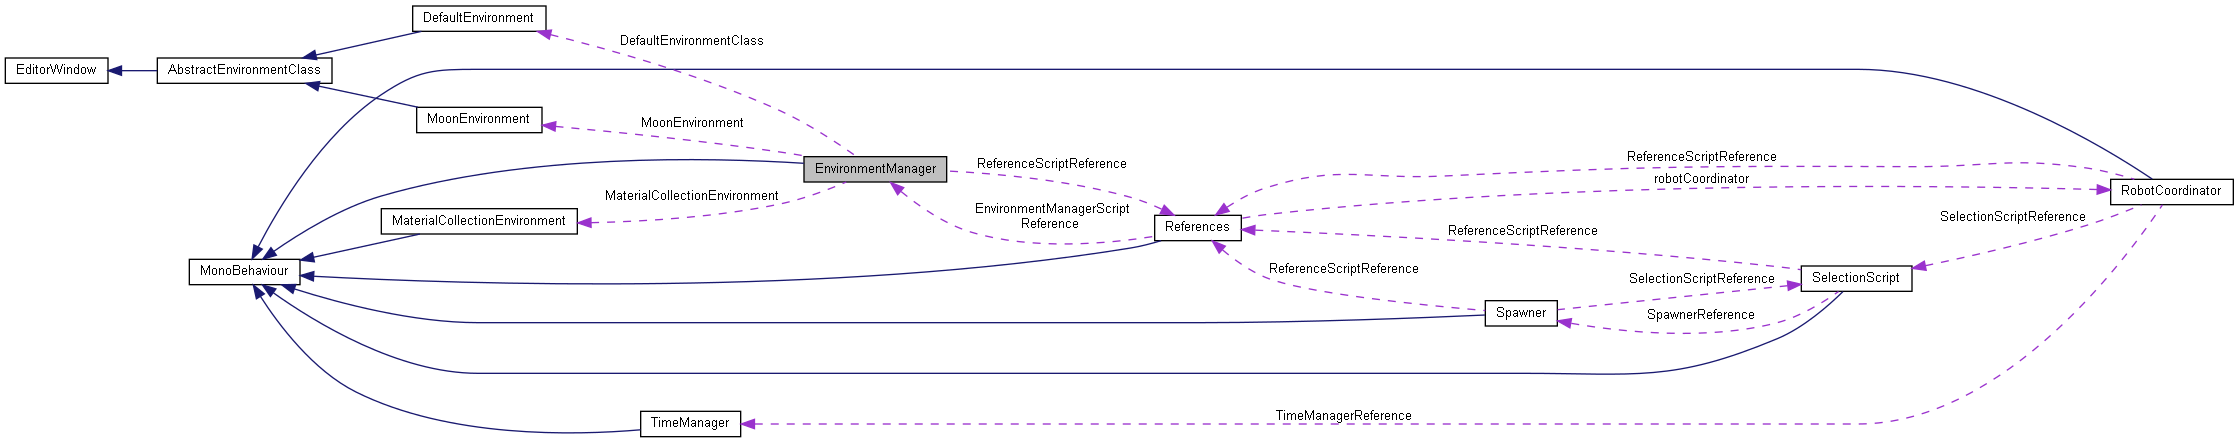 DefaultEnvironment
DefaultEnvironmentClass
EditorWindow
AbstractEnvironmentClass
MoonEnvironment
MoonEnvironment
ReferenceScriptReference
ReferenceScriptReference
EnvironmentManager
robotCoordinator
RobotCoordinator
MaterialCollectionEnvironment
EnvironmentManagerScript
Reference
SelectionScriptReference
MaterialCollectionEnvironment
References
ReferenceScriptReference
MonoBehaviour
ReferenceScriptReference
SelectionScriptReference
SelectionScript
Spawner
SpawnerReference
TimeManagerReference
TimeManager